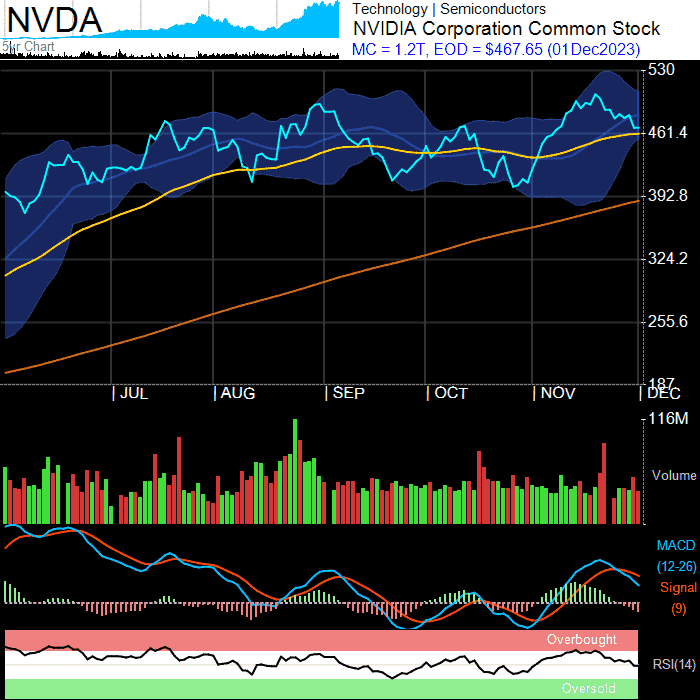 NVDA
5yr Chart
Technology | Semiconductors
NVIDIA Corporation Common Stock
MC = 1.2T, EOD = $467.65 (01Dec2023)
530
461.4
392.8
324.2
255.6
187
| JUL
| AUG
| SEP
| OCT
| NOV
| DEC
116M
Volume
MACD
(12-26)
Signal
(9)
Overbought
RSI(14)
Oversold